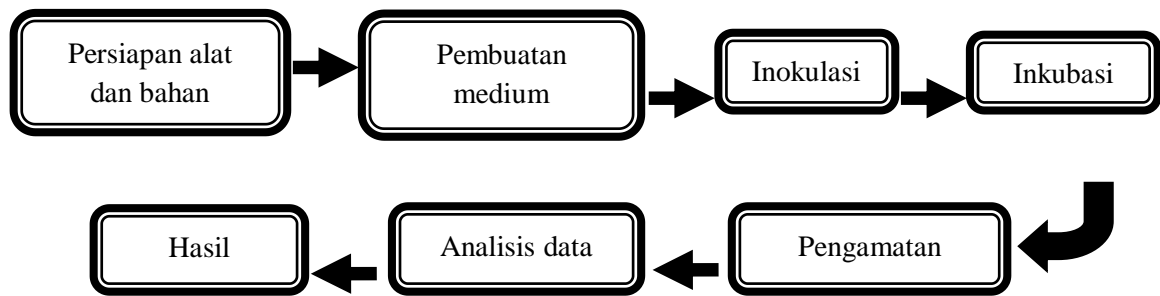 Persiapan alat
dan bahan
Pembuatan
medium
Inokulasi
Inkubasi
Pengamatan
Analisis data
Hasil